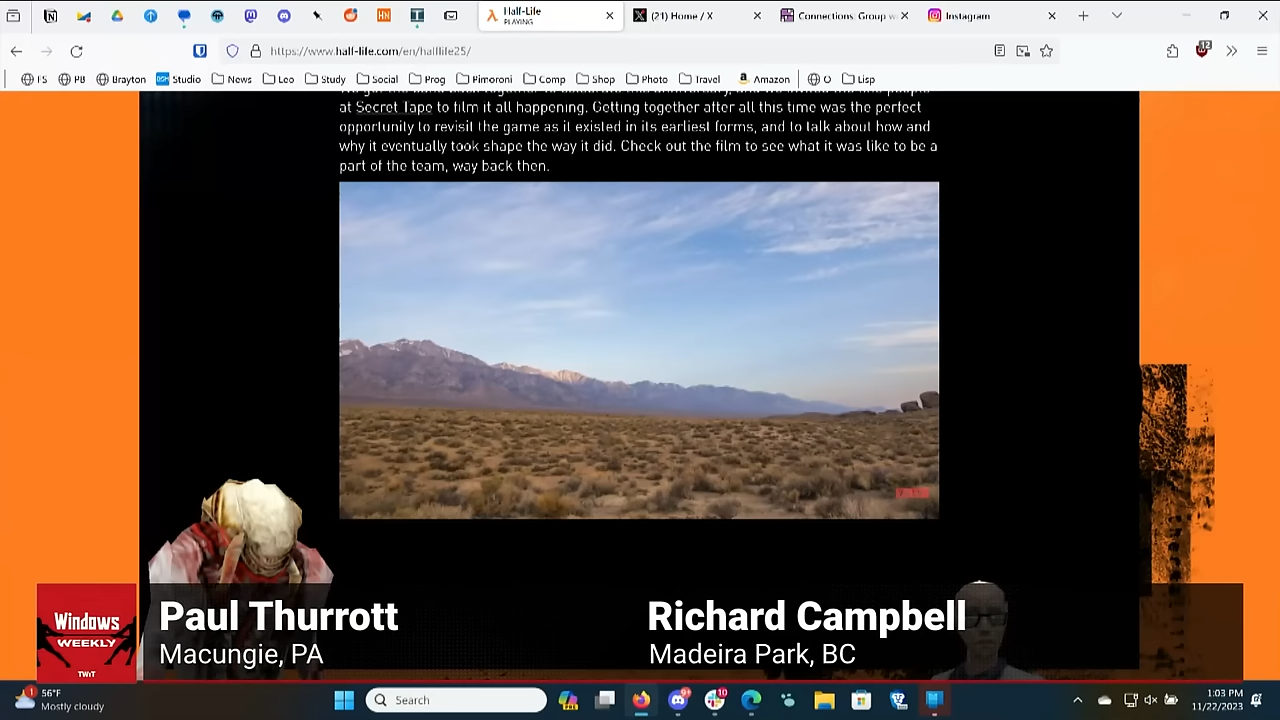 Half-Life
PLAYING
(21) Home / X
Connections: Group w
Instagram
https://www.half-life.com/en/halflife25/
12
FS
PB
Brayton
Studio
News
Leo
Study
Social
Prog
Pimoroni
Comp
Shop
Photo
Travel
Amazon
O
Lisp
at Secret Tape to film it all happening. Getting together after all this time was the perfect
opportunity to revisit the game as it existed in its earliest forms, and to talk about how and
why it eventually took shape the way it did. Check out the film to see what it was like to be a
part of the team, way back then.
Windows
WEEKLY
TWiT
Paul Thurrott
Macungie, PA
Richard Campbell
Madeira Park, BC
1
56°F
Mostly cloudy
Search
10
1:03 PM
11/22/2023